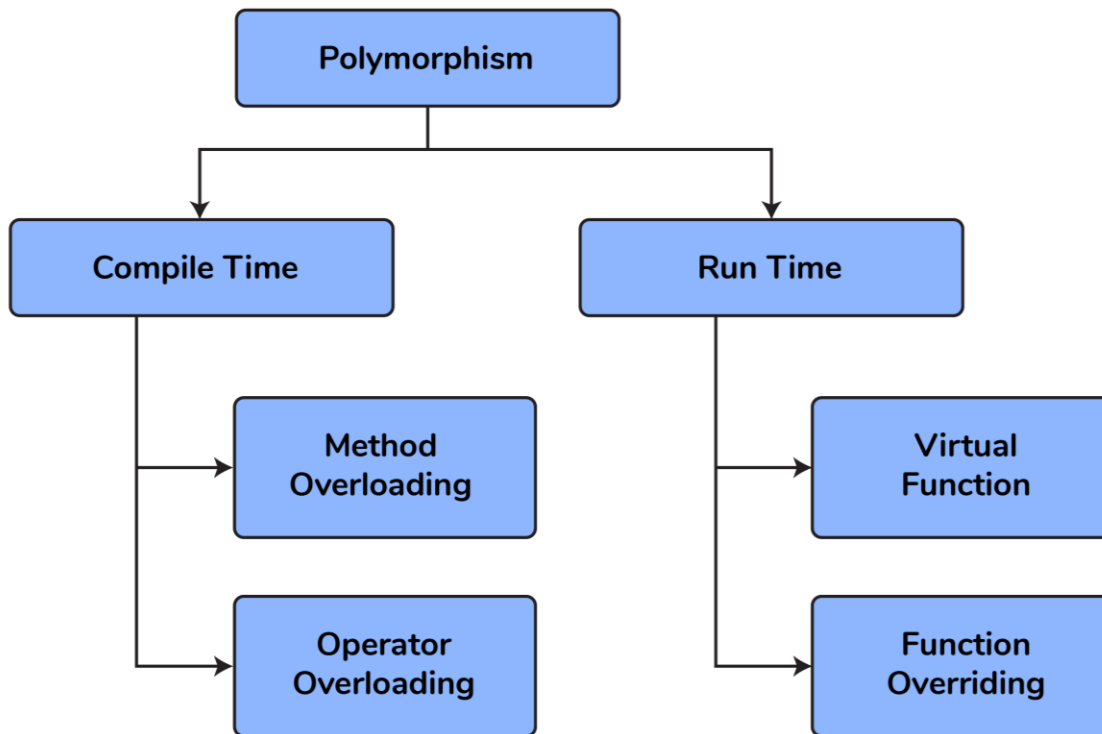 Polymorphism
Compile Time
Run Time
Method
Overloading
Virtual
Function
Operator
Overloading
Function
Overriding